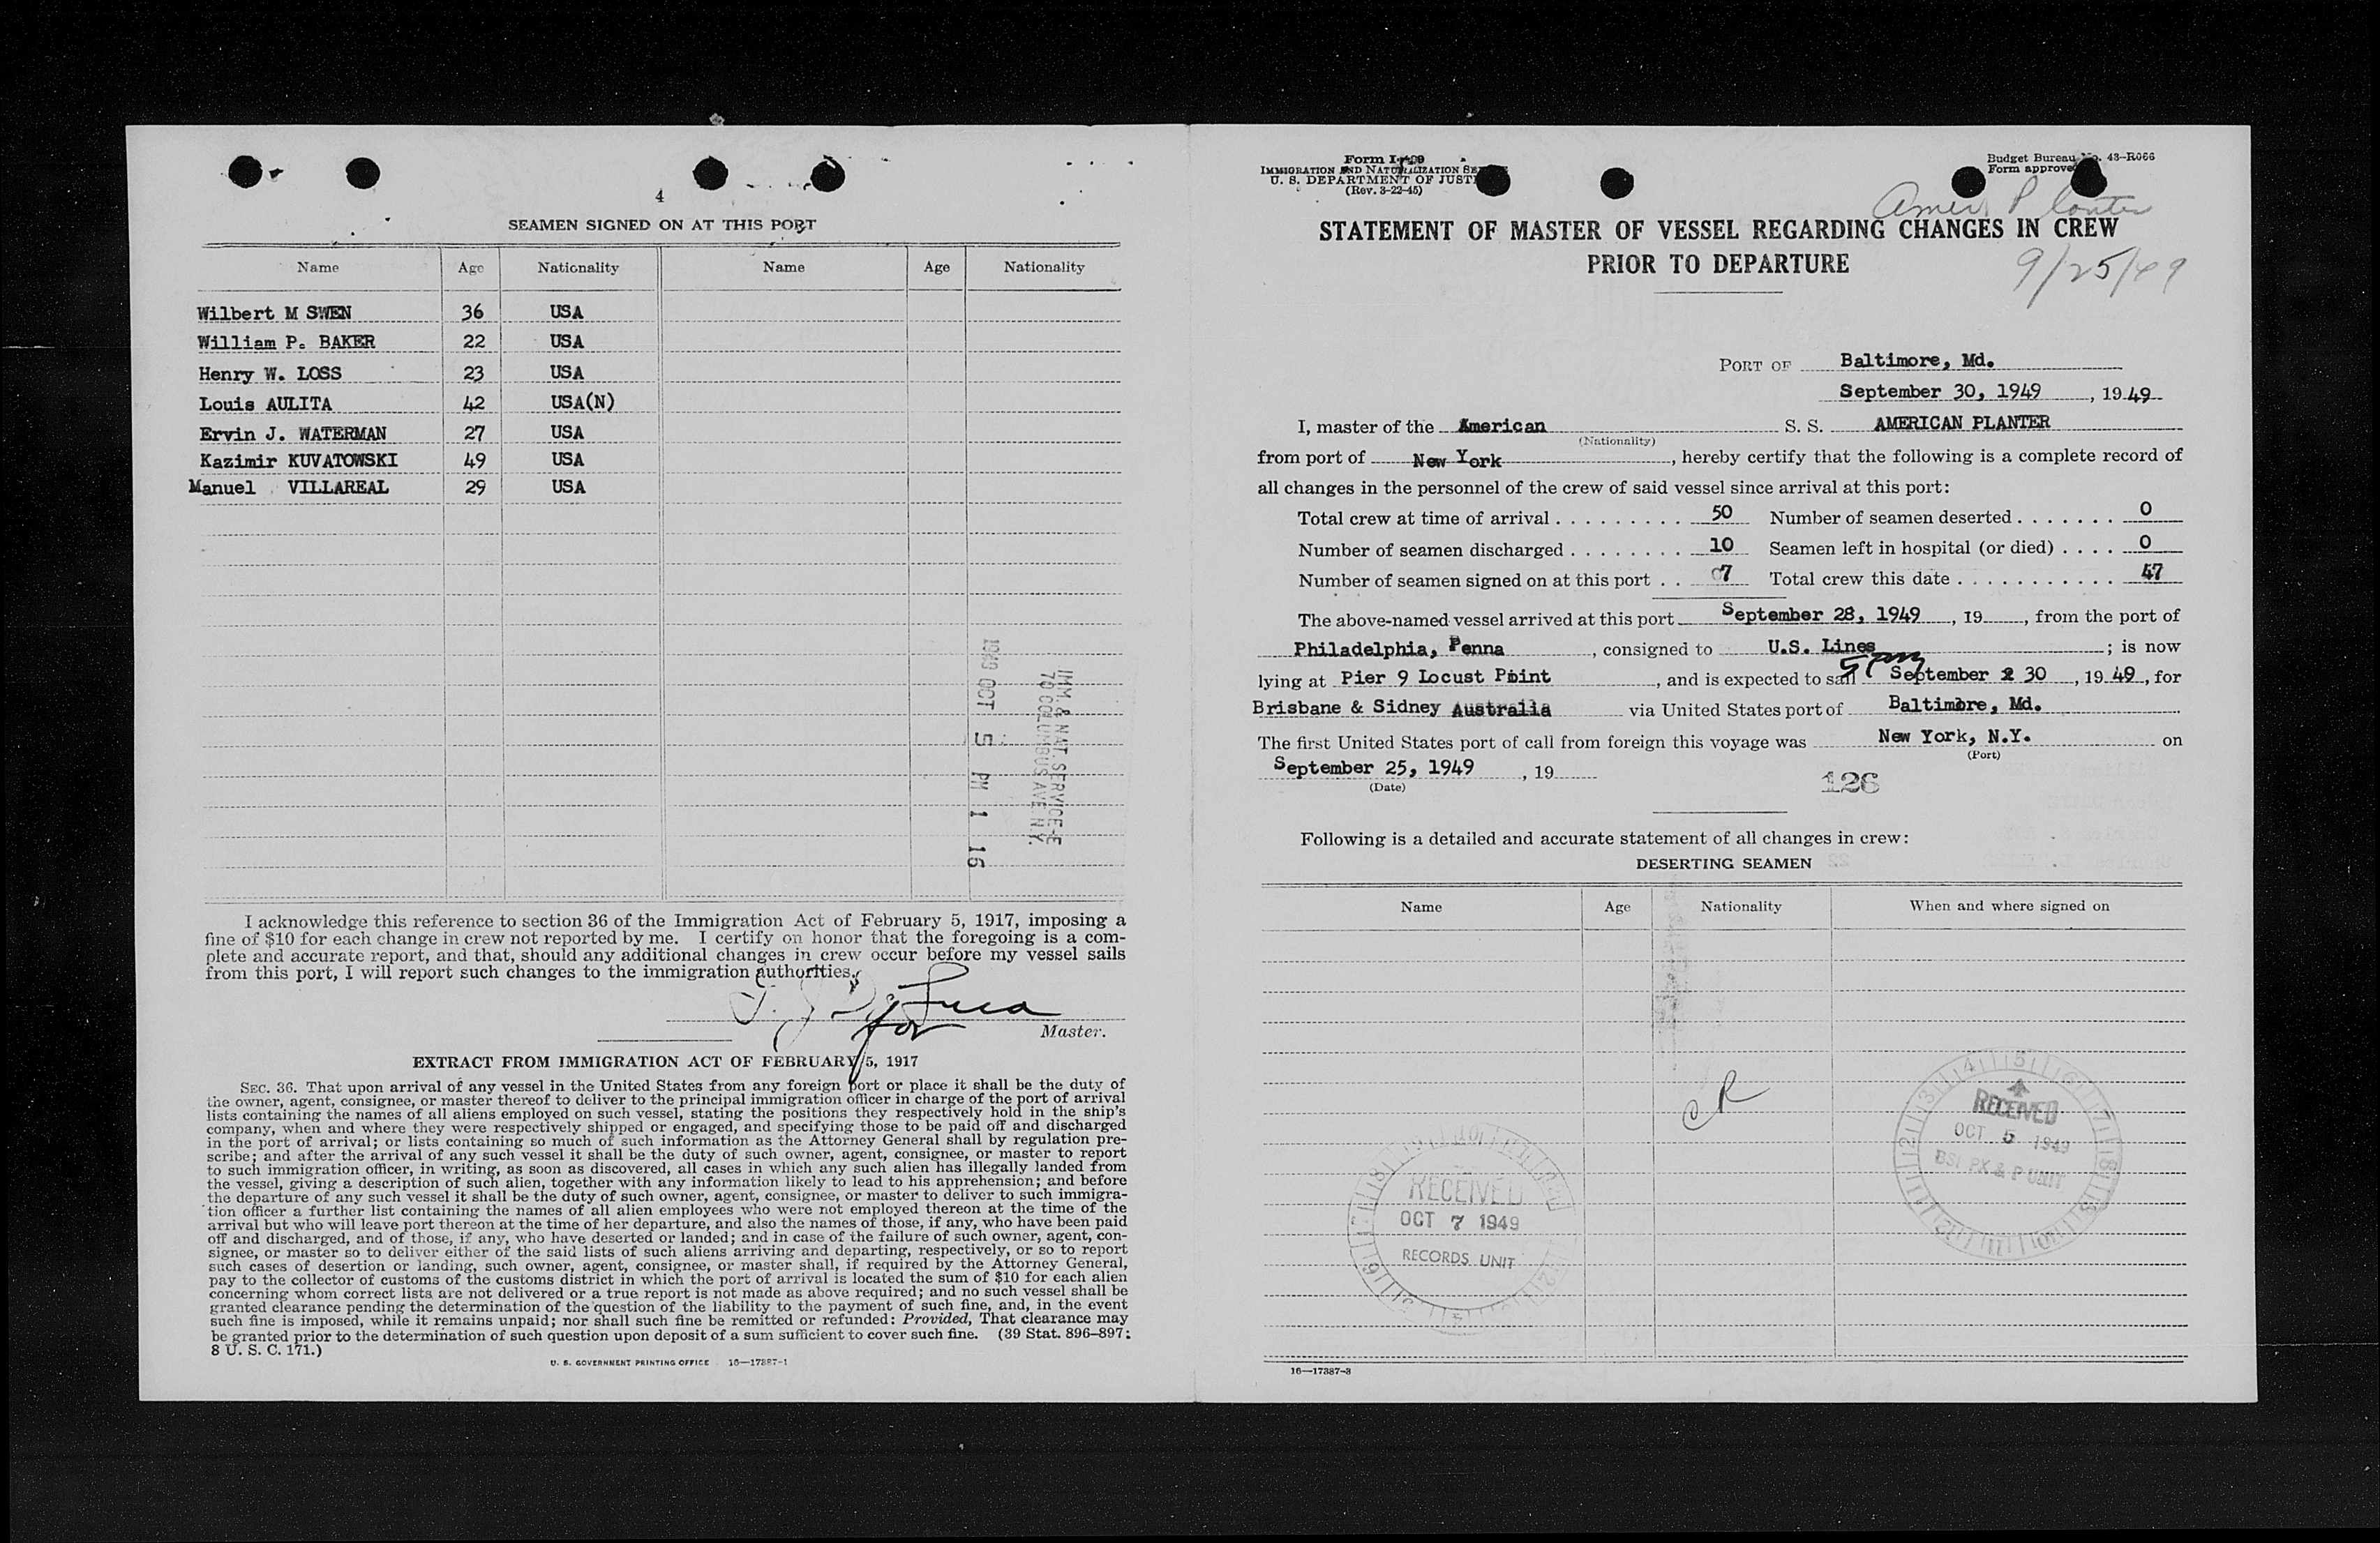 4
SEAMEN SIGNED ON AT THIS PORT
Name Age Nationality Name Age Nationality
Wilbert M SWEN 36 USA
William P. BAKER 22 USA
Henry W. LOSS 23 USA
Louis AULITA 42 USA(N)
Ervin J. WATERMAN 27 USA
Kazimir KUVATOWSKI 49 USA
Manuel VILLAREAL 29 USA
1949 OCT 5 PM 1 16
IMM. & NAT. SERVICE-E
70 COLUMBUS AVE N.Y.
I acknowledge this reference to section 36 of the Immigration Act of February 5, 1917, imposing a
fine of $10 for each change in crew not reported by me. I certify on honor that the foregoing is a com-
plete and accurate report, and that, should any additional changes in crew occur before my vessel sails
from this port, I will report such changes to the immigration authorities.
for
Master.
EXTRACT FROM IMMIGRATION ACT OF FEBRUARY 5, 1917
SEC. 36. That upon arrival of any vessel in the United States from any foreign port or place it shall be the duty of
the owner, agent, consignee, or master thereof to deliver to the principal immigration officer in charge of the port of arrival
lists containing the names of all aliens employed on such vessel, stating the positions they respectively hold in the ship's
company, when and where they were respectively shipped or engaged, and specifying those to be paid off and discharged
in the port of arrival; or lists containing so much of such information as the Attorney General shall by regulation pre-
scribe; and after the arrival of any such vessel it shall be the duty of such owner, agent, consignee, or master to report
to such immigration officer, in writing, as soon as discovered, all cases in which any such alien has illegally landed from
the vessel, giving a description of such alien, together with any information likely to lead to his apprehension; and before
the departure of any such vessel it shall be the duty of such owner, agent, consignee, or master to deliver to such immigra-
tion officer a further list containing the names of all alien employees who were not employed thereon at the time of the
arrival but who will leave port thereon at the time of her departure, and also the names of those, if any, who have been paid
off and discharged, and of those, if any, who have deserted or landed; and in case of the failure of such owner, agent, con-
signee, or master so to deliver either of the said lists of such aliens arriving and departing, respectively, or so to report
such cases of desertion or landing, such owner, agent, consignee, or master shall, if required by the Attorney General,
pay to the collector of customs of the customs district in which the port of arrival is located the sum of $10 for each alien
concerning whom correct lists are not delivered or a true report is not made as above required; and no such vessel shall be
granted clearance pending the determination of the question of the liability to the payment of such fine, and, in the event
such fine is imposed, while it remains unpaid; nor shall such fine be remitted or refunded: Provided, That clearance may
be granted prior to the determination of such question upon deposit of a sum sufficient to cover such fine. (39 Stat. 896-897;
8 U. S. C. 171.)
U. S. GOVERNMENT PRINTING OFFICE 16—17387-1
Form
IMMIGRATION AND NATURALIZATION
U. S. DEPARTMENT OF
(Rev. 3-22-45)
Budget Bureau No. 43-R066
Form approved
Amer Planter
9/25/49
STATEMENT OF MASTER OF VESSEL REGARDING CHANGES IN CREW
PRIOR TO DEPARTURE
PORT OF Baltimore, Md.
September 30, 1949, 1949
I, master of the American S. S. AMERICAN PLANTER
(Nationality)
from port of New York, hereby certify that the following is a complete record of
all changes in the personnel of the crew of said vessel since arrival at this port:
Total crew at time of arrival 50 Number of seamen deserted 0
Number of seamen discharged 10 Seamen left in hospital (or died) 0
Number of seamen signed on at this port 7 Total crew this date 47
The above-named vessel arrived at this port September 28, 1949, 19, from the port of
Philadelphia, Penna, consigned to U.S. Lines; is now
lying at Pier 9 Locust Point, and is expected to sail 5 pm September 30, 1949, for
Brisbane & Sidney Australia via United States port of Baltimore, Md.
The first United States port of call from foreign this voyage was New York, N.Y. on
(Port)
September 25, 1949, 19
(Date)
126
Following is a detailed and accurate statement of all changes in crew:
DESERTING SEAMEN
Name Age Nationality When and where signed on
CR
RECEIVED
OCT 5 1949
RECEIVED
OCT 7 1949
RECORDS UNIT
16—17387-3